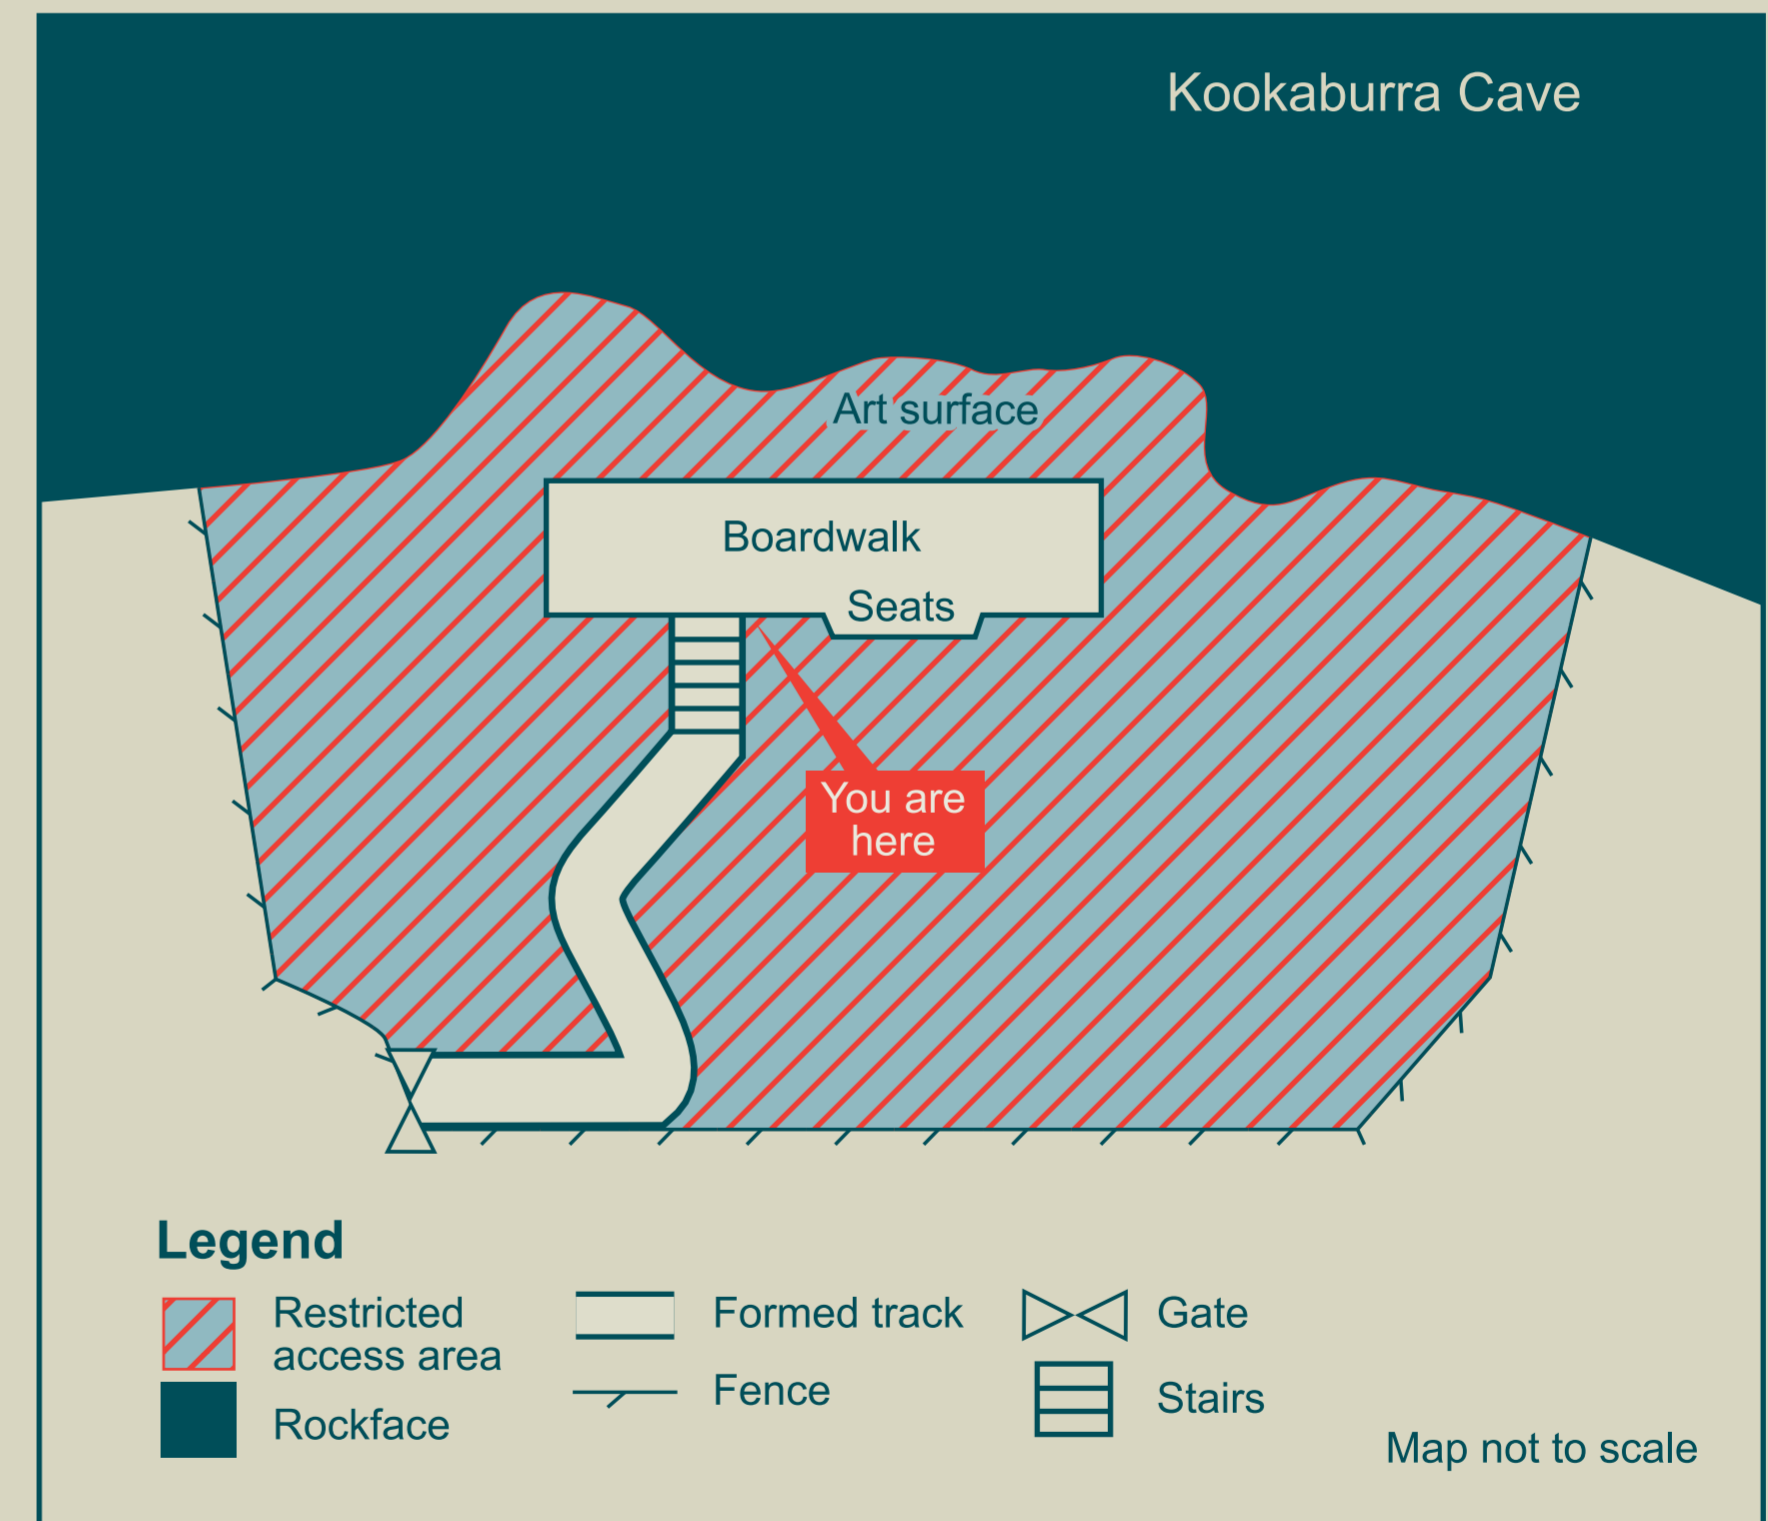 Kookaburra Cave
Art surface
Boardwalk
Seats
You are
here
Legend
Restricted
access area
Rockface
Formed track
Fence
Gate
Stairs
Map not to scale